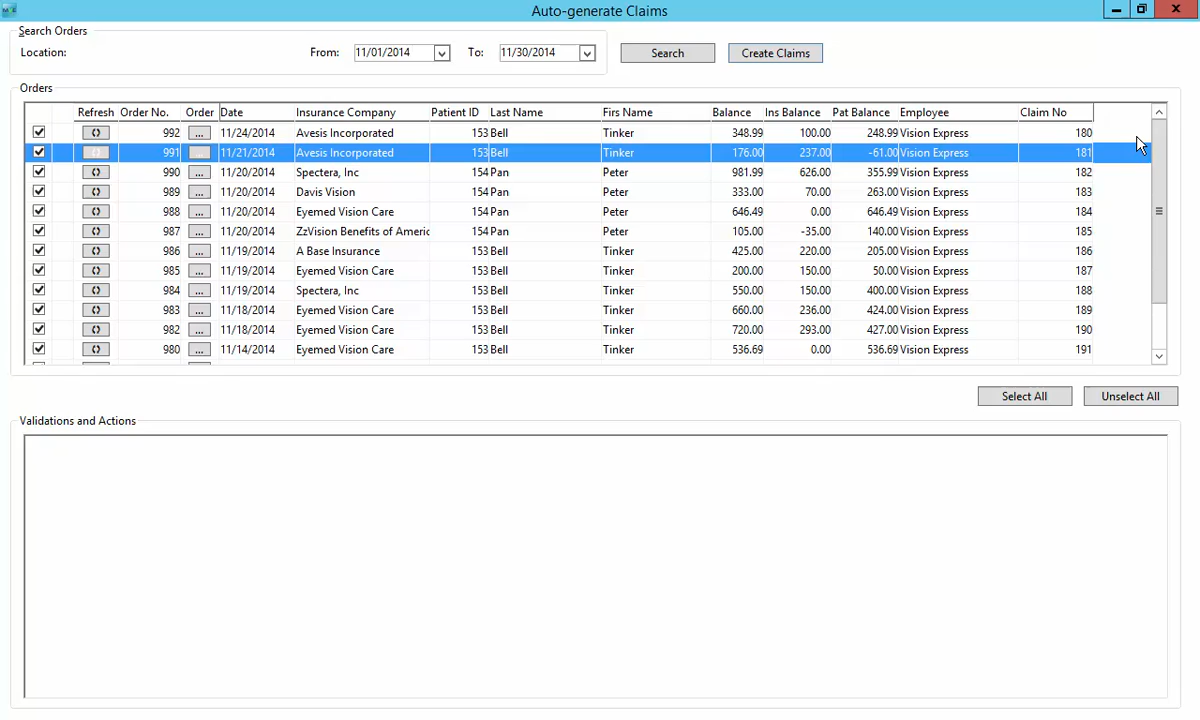 Auto-generate Claims
Search Orders
Location: From: 11/01/2014 To: 11/30/2014 Search Create Claims
Orders
Refresh Order No. Order Date Insurance Company Patient ID Last Name Firs Name Balance Ins Balance Pat Balance Employee Claim No
992 ... 11/24/2014 Avesis Incorporated 153 Bell Tinker 348.99 100.00 248.99 Vision Express 180
991 ... 11/21/2014 Avesis Incorporated 153 Bell Tinker 176.00 237.00 -61.00 Vision Express 181
990 ... 11/20/2014 Spectera, Inc 154 Pan Peter 981.99 626.00 355.99 Vision Express 182
989 ... 11/20/2014 Davis Vision 154 Pan Peter 333.00 70.00 263.00 Vision Express 183
988 ... 11/20/2014 Eyemed Vision Care 154 Pan Peter 646.49 0.00 646.49 Vision Express 184
987 ... 11/20/2014 ZzVision Benefits of Americ 154 Pan Peter 105.00 -35.00 140.00 Vision Express 185
986 ... 11/19/2014 A Base Insurance 153 Bell Tinker 425.00 220.00 205.00 Vision Express 186
985 ... 11/19/2014 Eyemed Vision Care 153 Bell Tinker 200.00 150.00 50.00 Vision Express 187
984 ... 11/19/2014 Spectera, Inc 153 Bell Tinker 550.00 150.00 400.00 Vision Express 188
983 ... 11/18/2014 Eyemed Vision Care 153 Bell Tinker 660.00 236.00 424.00 Vision Express 189
982 ... 11/18/2014 Eyemed Vision Care 153 Bell Tinker 720.00 293.00 427.00 Vision Express 190
980 ... 11/14/2014 Eyemed Vision Care 153 Bell Tinker 536.69 0.00 536.69 Vision Express 191
Select All Unselect All
Validations and Actions